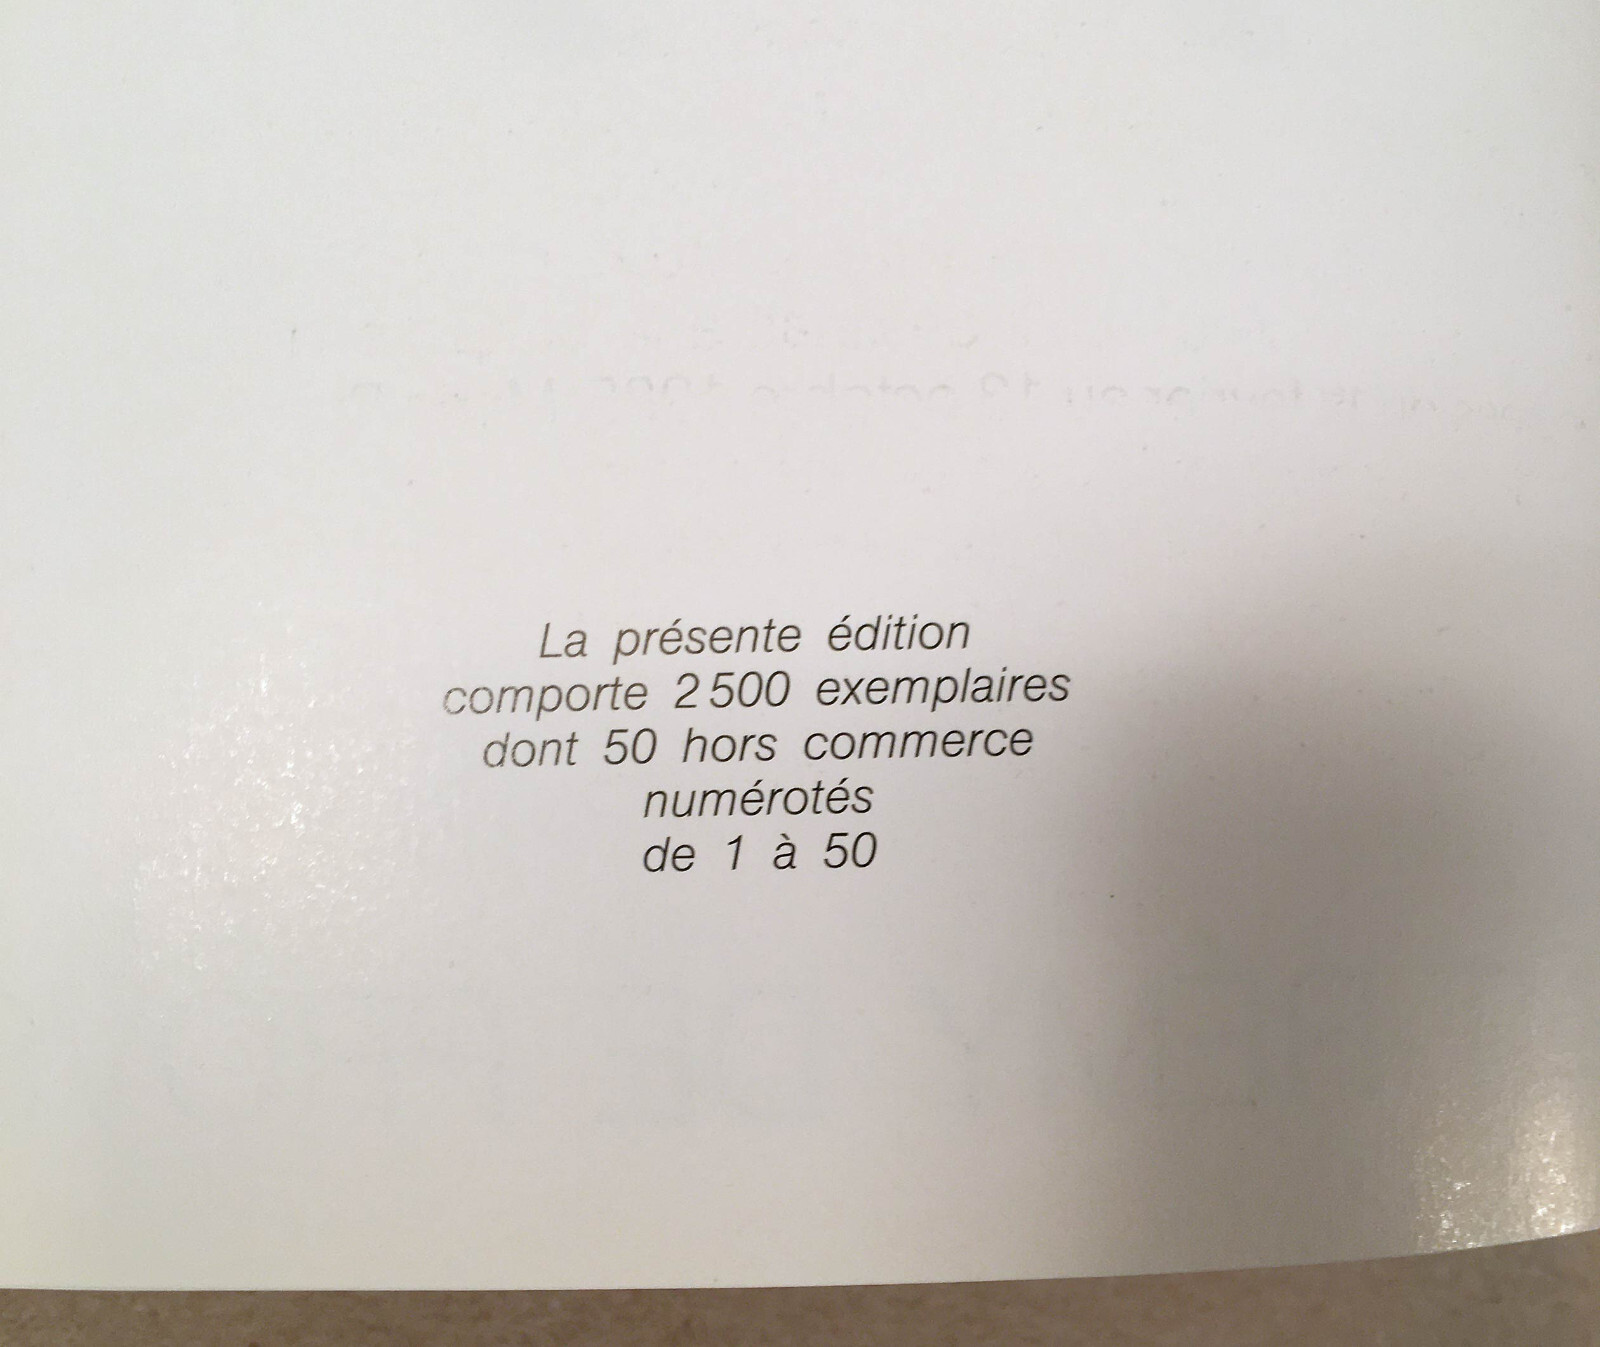 La présente édition
comporte 2 500 exemplaires
dont 50 hors commerce
numérotés
de 1 à 50